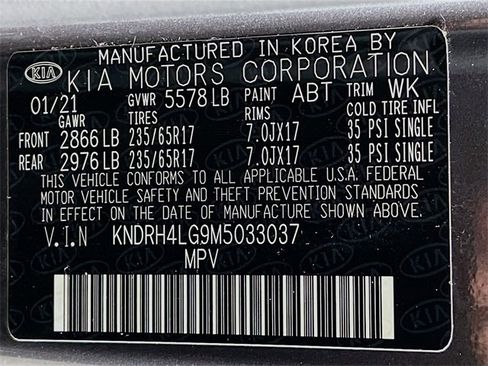 MANUFACTURED IN KOREA BY
KIA KIA MOTORS CORPORATION
01/21 GVWR 5578 LB PAINT ABT TRIM WK
GAWR TIRES RIMS COLD TIRE INFL
FRONT 2866 LB 235/65R17 7.0JX17 35 PSI SINGLE
REAR 2976 LB 235/65R17 7.0JX17 35 PSI SINGLE
THIS VEHICLE CONFORMS TO ALL APPLICABLE U.S.A. FEDERAL
MOTOR VEHICLE SAFETY AND THEFT PREVENTION STANDARDS
IN EFFECT ON THE DATE OF MANUFACTURE SHOWN ABOVE.
V.I.N KNDRH4LG9M5033037
MPV